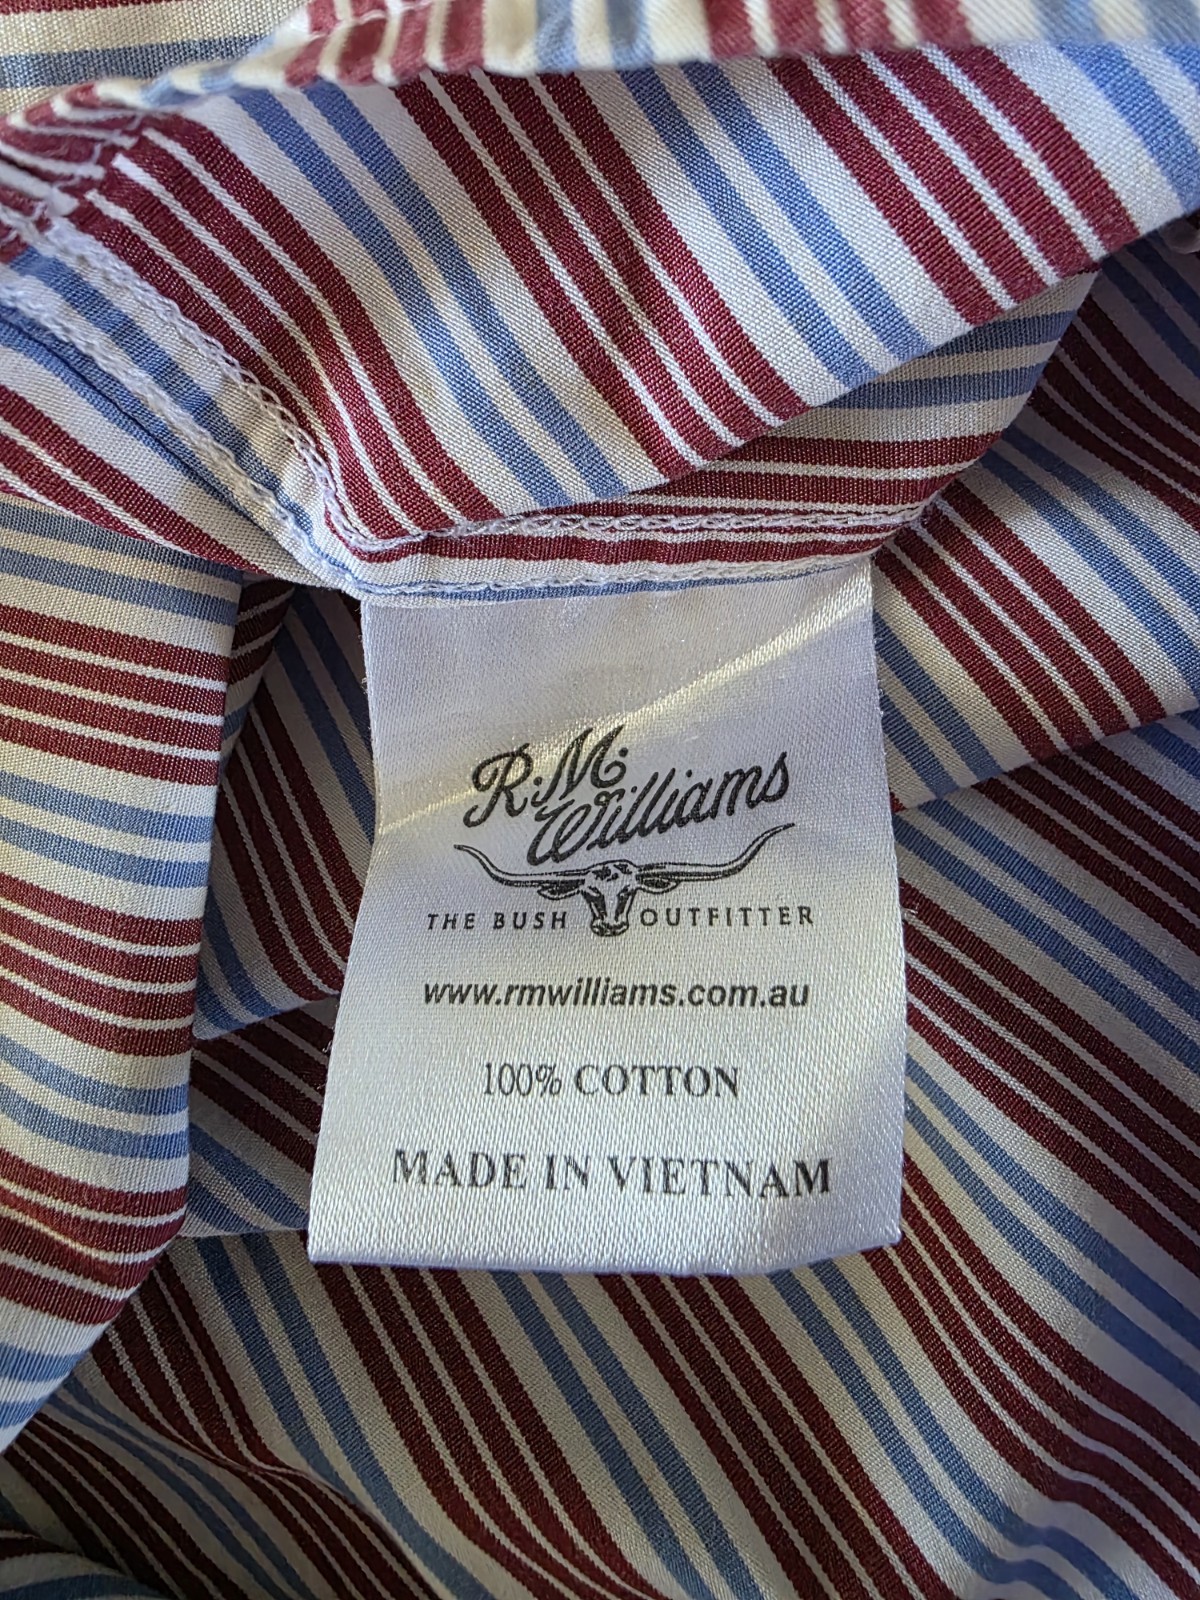 R.M.
Williams
THE BUSH OUTFITTER
www.rmwilliams.com.au
100% COTTON
MADE IN VIETNAM